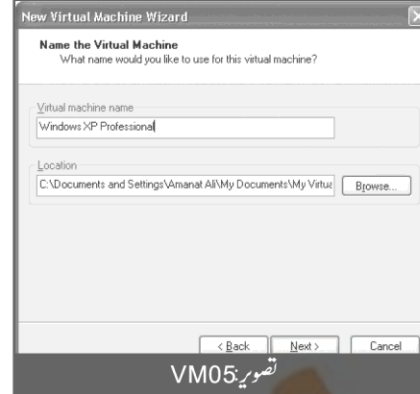 New Virtual Machine Wizard
Name the Virtual Machine
What name would you like to use for this virtual machine?
Virtual machine name
Windows XP Professional
Location
C:\Documents and Settings\Amanat Ali\My Documents\My Virtua
Browse...
< Back Next > Cancel
تصویر:VM05